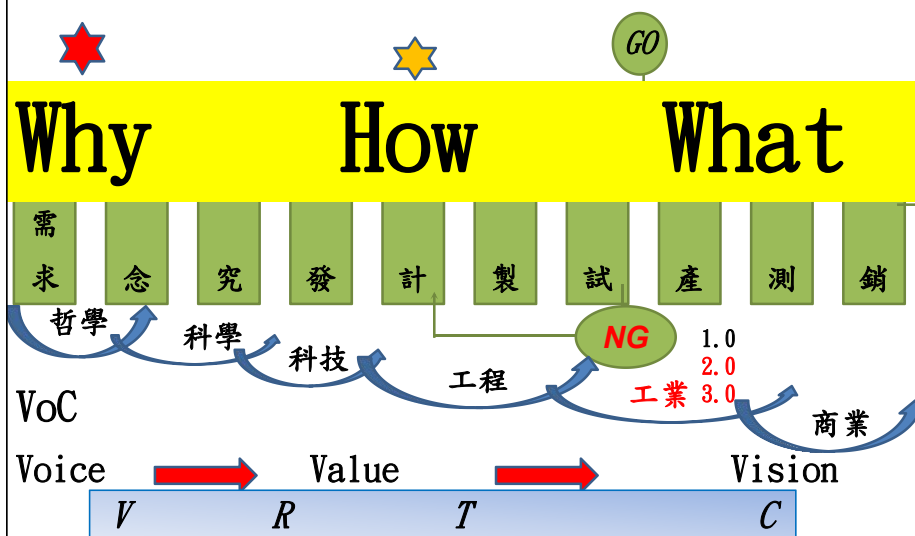 GO
Why How What
需求 念 究 發 計 製 試 產 測 銷
哲學
科學
科技
工程
NG
1.0
2.0
工業 3.0
商業
VoC
Voice Value Vision
V R T C